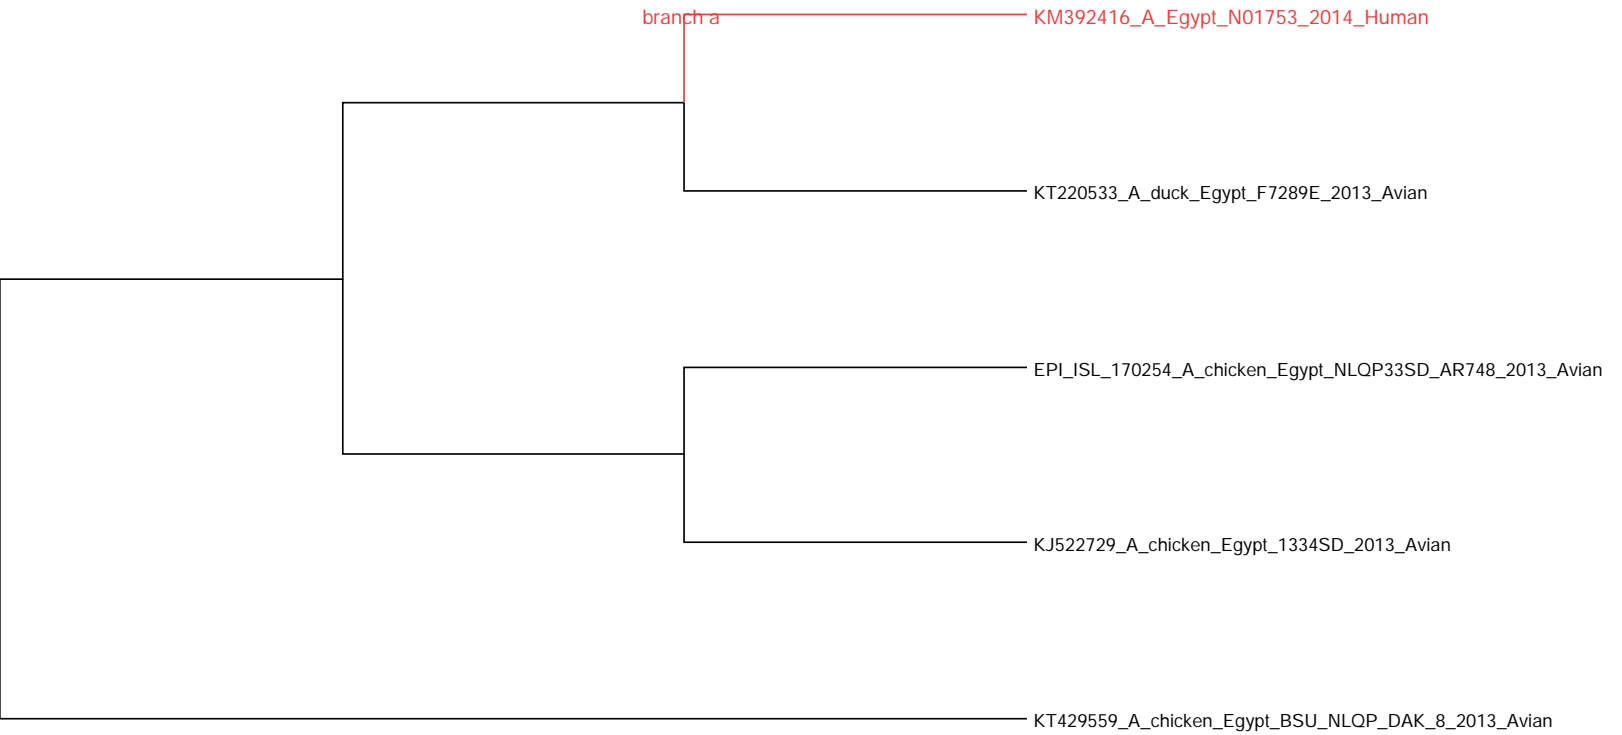 branch a
KM392416_A_Egypt_N01753_2014_Human
KT220533_A_duck_Egypt_F7289E_2013_Avian
EPI_ISL_170254_A_chicken_Egypt_NLQP33SD_AR748_2013_Avian
KJ522729_A_chicken_Egypt_1334SD_2013_Avian
KT429559_A_chicken_Egypt_BSU_NLQP_DAK_8_2013_Avian